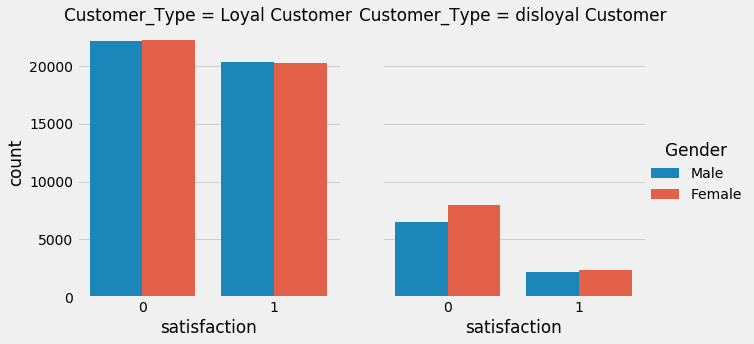 Customer_Type = Loyal Customer
Customer_Type = disloyal Customer
20000
15000
10000
5000
0
count
0
1
satisfaction
0
1
satisfaction
Gender
Male
Female